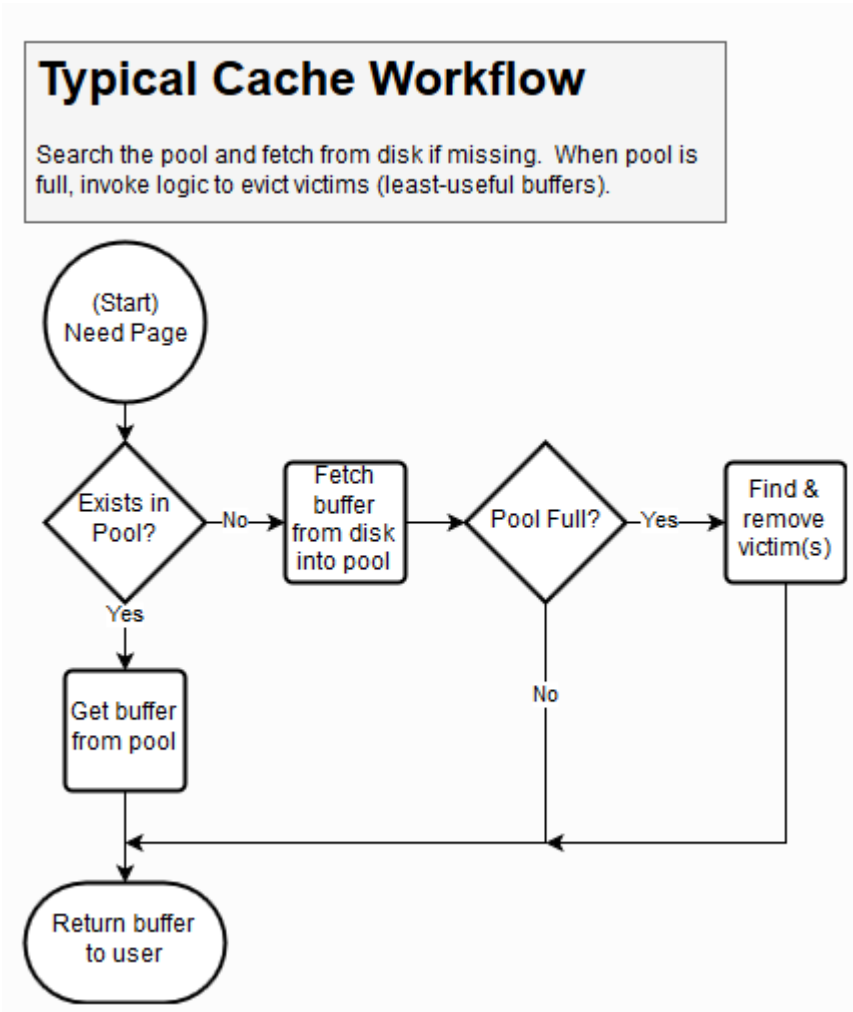 Typical Cache Workflow
Search the pool and fetch from disk if missing.  When pool is
full, invoke logic to evict victims (least-useful buffers).
(Start)
Need Page
Exists in
Pool?
No
Fetch
buffer
from disk
into pool
Pool Full?
Yes
Find &
remove
victim(s)
Yes
No
Get buffer
from pool
Return buffer
to user